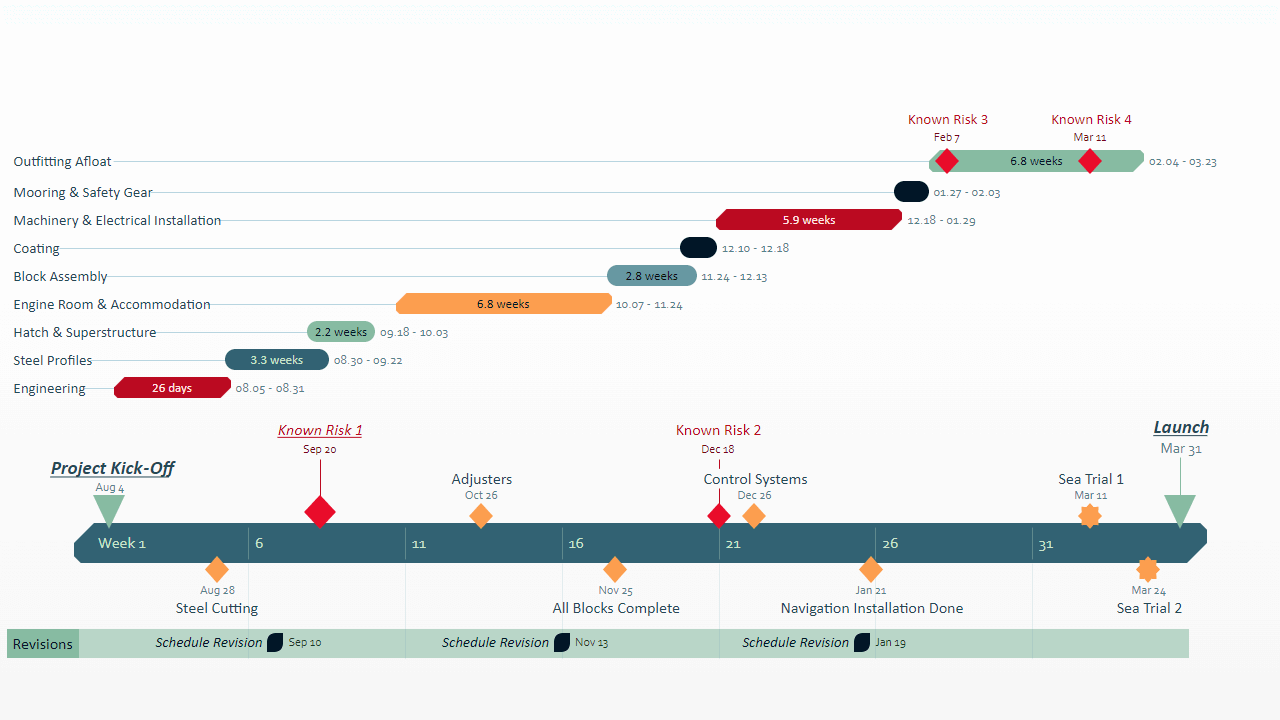 Known Risk 3
Known Risk 4
Feb 7
Mar 11
Outfitting Afloat
6.8 weeks
02.04 - 03.23
Mooring & Safety Gear
01.27 - 02.03
Machinery & Electrical Installation
5.9 weeks
12.18 - 01.29
Coating
12.10 - 12.18
Block Assembly
2.8 weeks
11.24 - 12.13
Engine Room & Accommodation
6.8 weeks
10.07 - 11.24
Hatch & Superstructure
2.2 weeks
09.18 - 10.03
Steel Profiles
3.3 weeks
08.30 - 09.22
Engineering
26 days
08.05 - 08.31
Known Risk 1
Sep 20
Known Risk 2
Dec 18
Launch
Mar 31
Project Kick-Off
Aug 4
Adjusters
Oct 26
Control Systems
Dec 26
Sea Trial 1
Mar 11
Week 1
6
11
16
21
26
31
Aug 28
Steel Cutting
Nov 25
All Blocks Complete
Jan 21
Navigation Installation Done
Mar 24
Sea Trial 2
Revisions
Schedule Revision
Sep 10
Schedule Revision
Nov 13
Schedule Revision
Jan 19